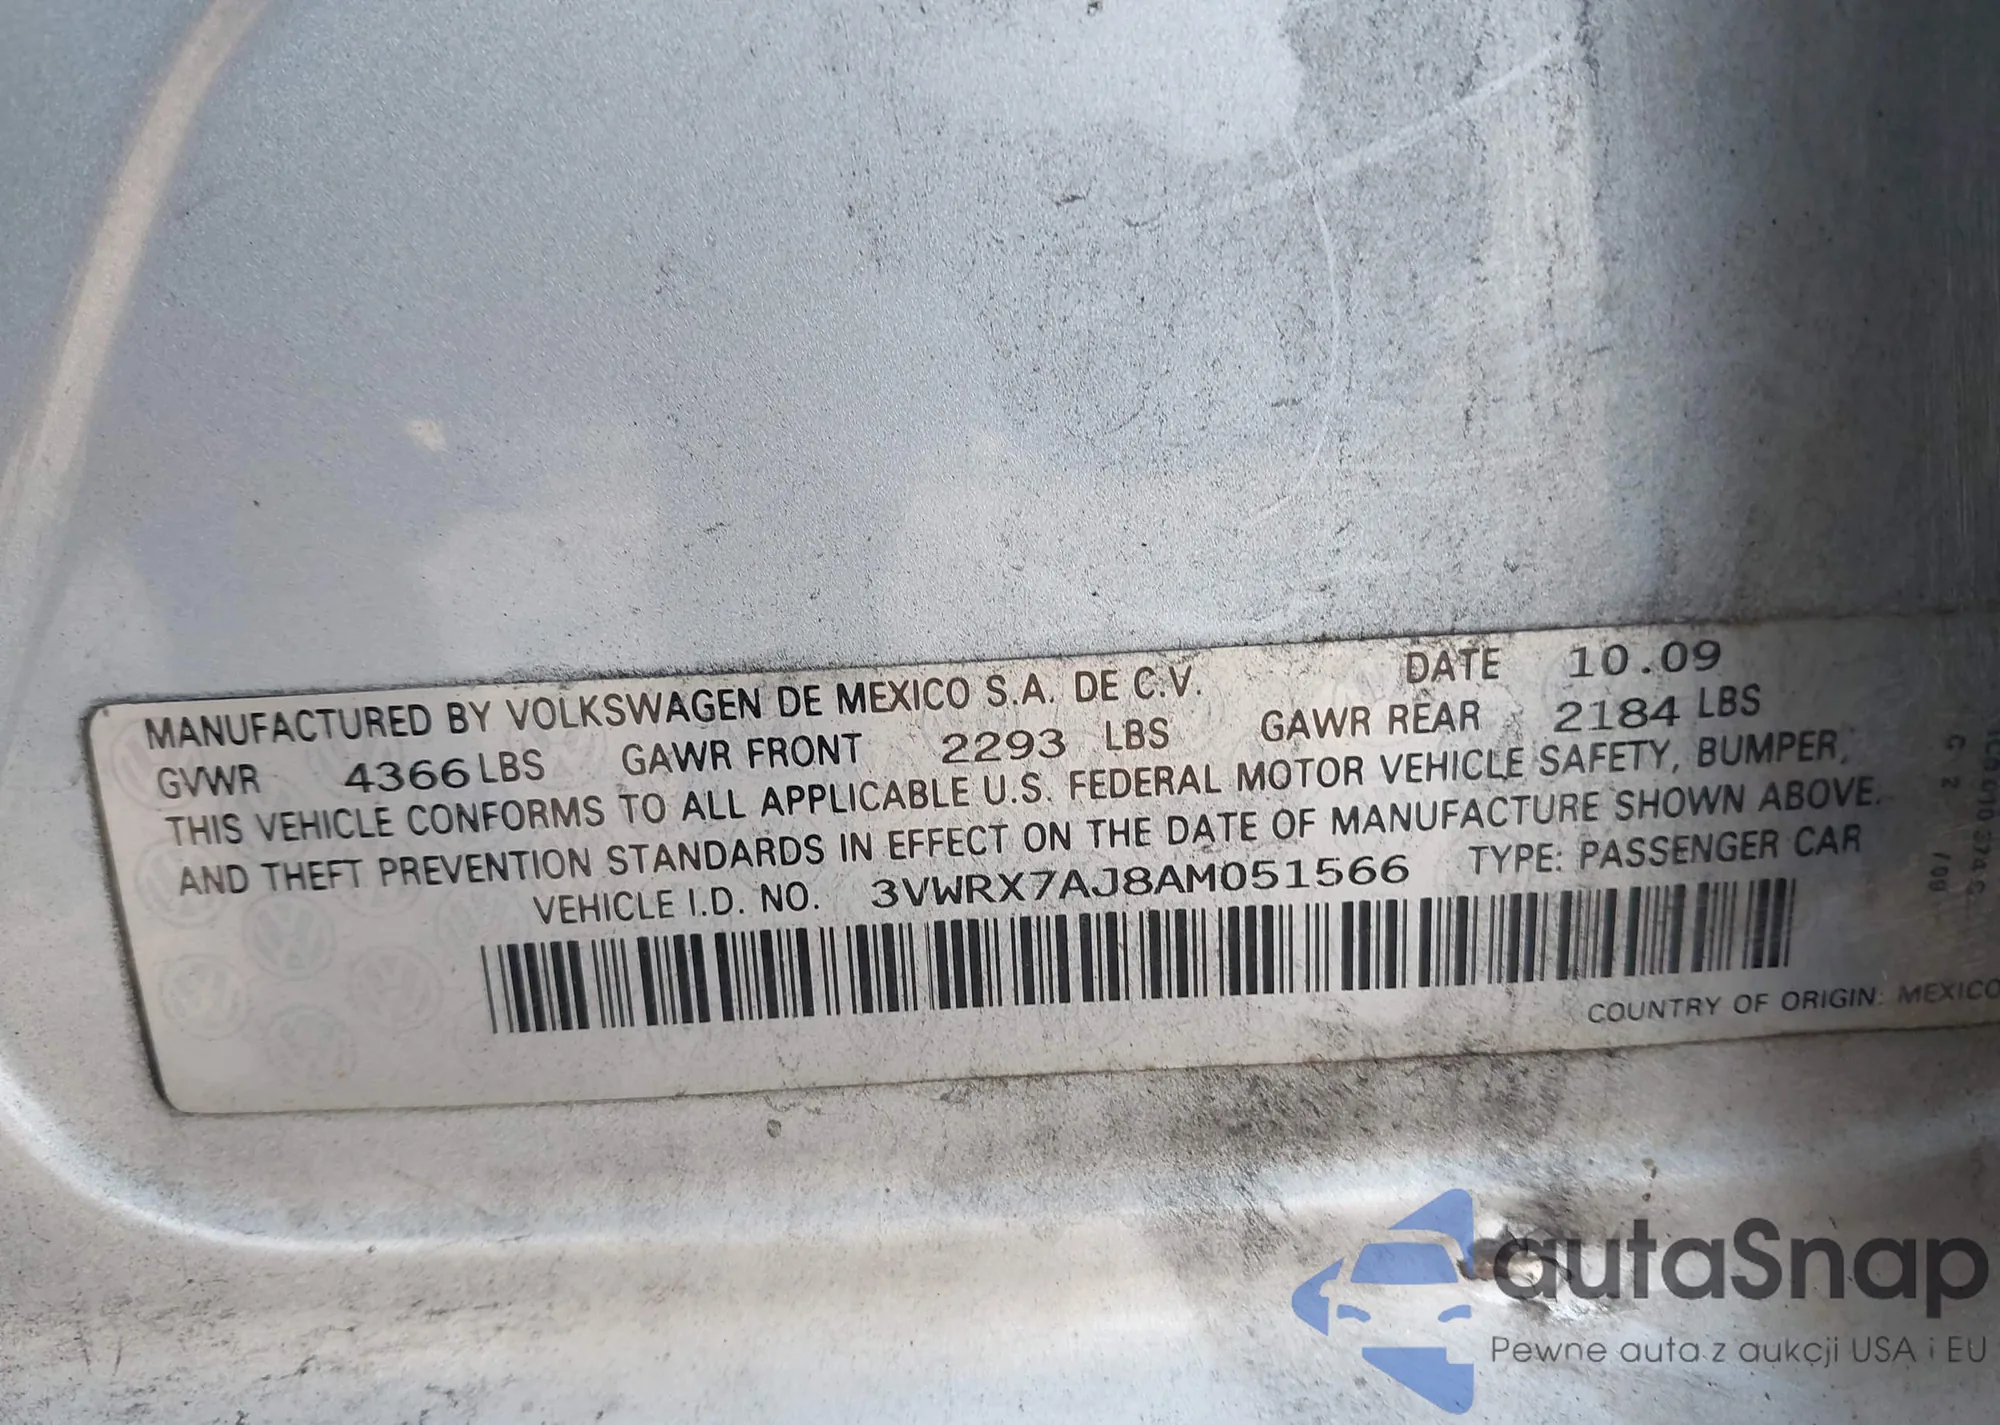 MANUFACTURED BY VOLKSWAGEN DE MEXICO S.A. DE C.V. DATE 10.09
GVWR 4366 LBS GAWR FRONT 2293 LBS GAWR REAR 2184 LBS
THIS VEHICLE CONFORMS TO ALL APPLICABLE U.S. FEDERAL MOTOR VEHICLE SAFETY, BUMPER,
AND THEFT PREVENTION STANDARDS IN EFFECT ON THE DATE OF MANUFACTURE SHOWN ABOVE.
VEHICLE I.D. NO. 3VWRX7AJ8AM051566 TYPE: PASSENGER CAR
COUNTRY OF ORIGIN: MEXICO
autaSnap
Pewne auta z aukcji USA i EU